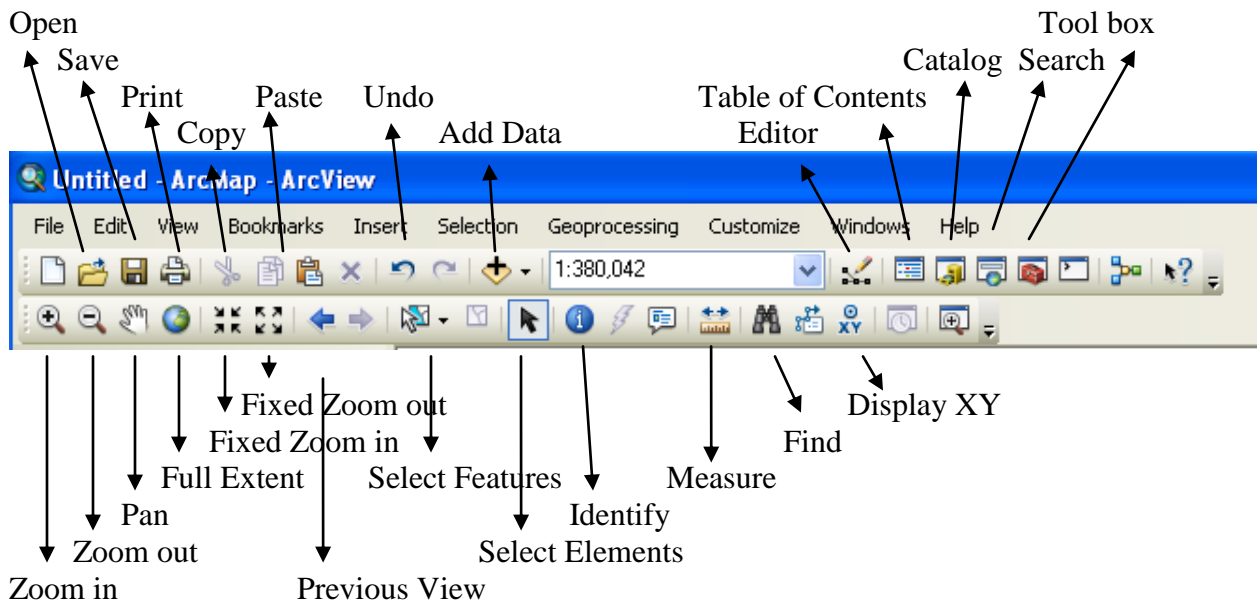 Open Tool box
Save Catalog Search
Print Paste Undo Table of Contents
Copy Add Data Editor
Untitled - ArcMap - ArcView
File Edit View Bookmarks Insert Selection Geoprocessing Customize Windows Help
1:380,042
XY
Fixed Zoom out Display XY
Fixed Zoom in Find
Full Extent Select Features Measure
Pan Identify
Zoom out Select Elements
Zoom in Previous View